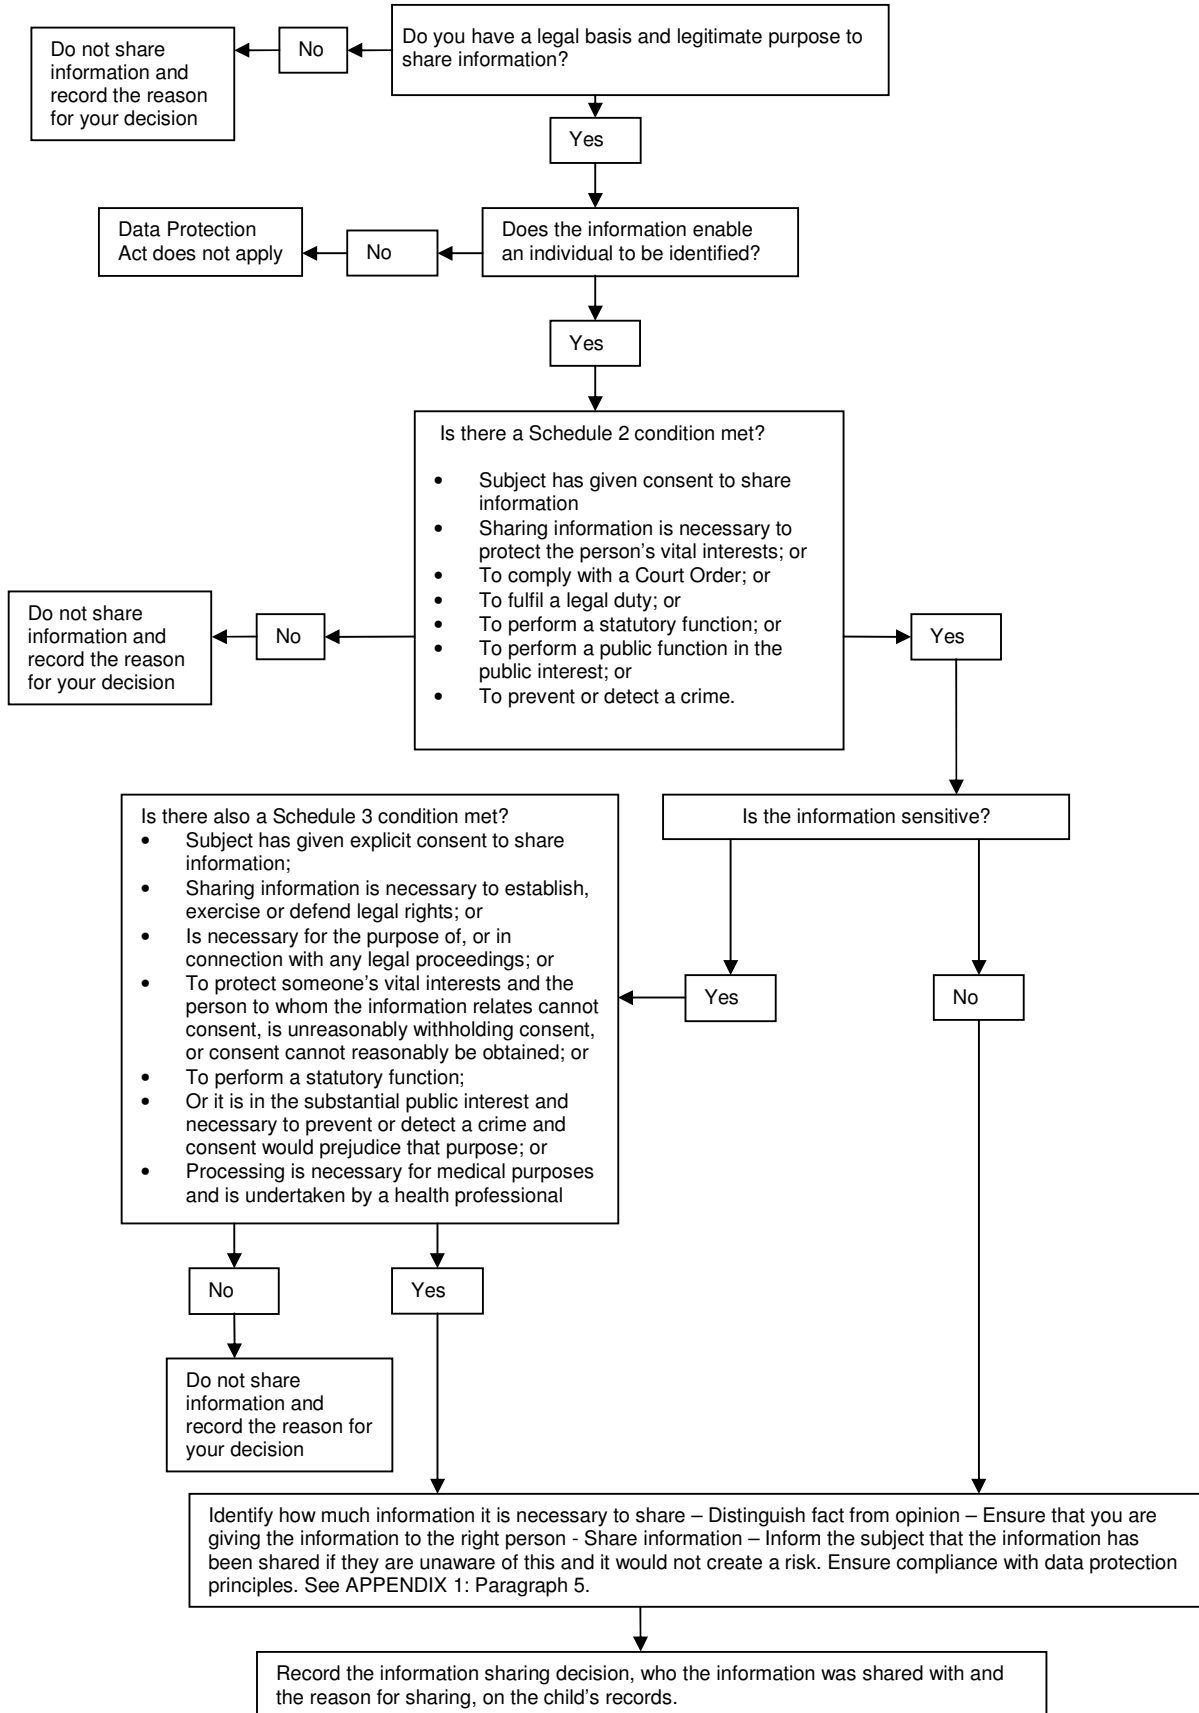 Do you have a legal basis and legitimate purpose to
share information?
No
Do not share
information and
record the reason
for your decision
Yes
Does the information enable
an individual to be identified?
No
Data Protection
Act does not apply
Yes
Is there a Schedule 2 condition met?
• Subject has given consent to share
information
• Sharing information is necessary to
protect the person's vital interests; or
• To comply with a Court Order; or
• To fulfil a legal duty; or
• To perform a statutory function; or
• To perform a public function in the
public interest; or
• To prevent or detect a crime.
No
Do not share
information and
record the reason
for your decision
Yes
Is the information sensitive?
Yes
No
Is there also a Schedule 3 condition met?
• Subject has given explicit consent to share
information;
• Sharing information is necessary to establish,
exercise or defend legal rights; or
• Is necessary for the purpose of, or in
connection with any legal proceedings; or
• To protect someone's vital interests and the
person to whom the information relates cannot
consent, is unreasonably withholding consent,
or consent cannot reasonably be obtained; or
• To perform a statutory function;
• Or it is in the substantial public interest and
necessary to prevent or detect a crime and
consent would prejudice that purpose; or
• Processing is necessary for medical purposes
and is undertaken by a health professional
No
Yes
Do not share
information and
record the reason for
your decision
Identify how much information it is necessary to share – Distinguish fact from opinion – Ensure that you are
giving the information to the right person - Share information – Inform the subject that the information has
been shared if they are unaware of this and it would not create a risk. Ensure compliance with data protection
principles. See APPENDIX 1: Paragraph 5.
Record the information sharing decision, who the information was shared with and
the reason for sharing, on the child's records.